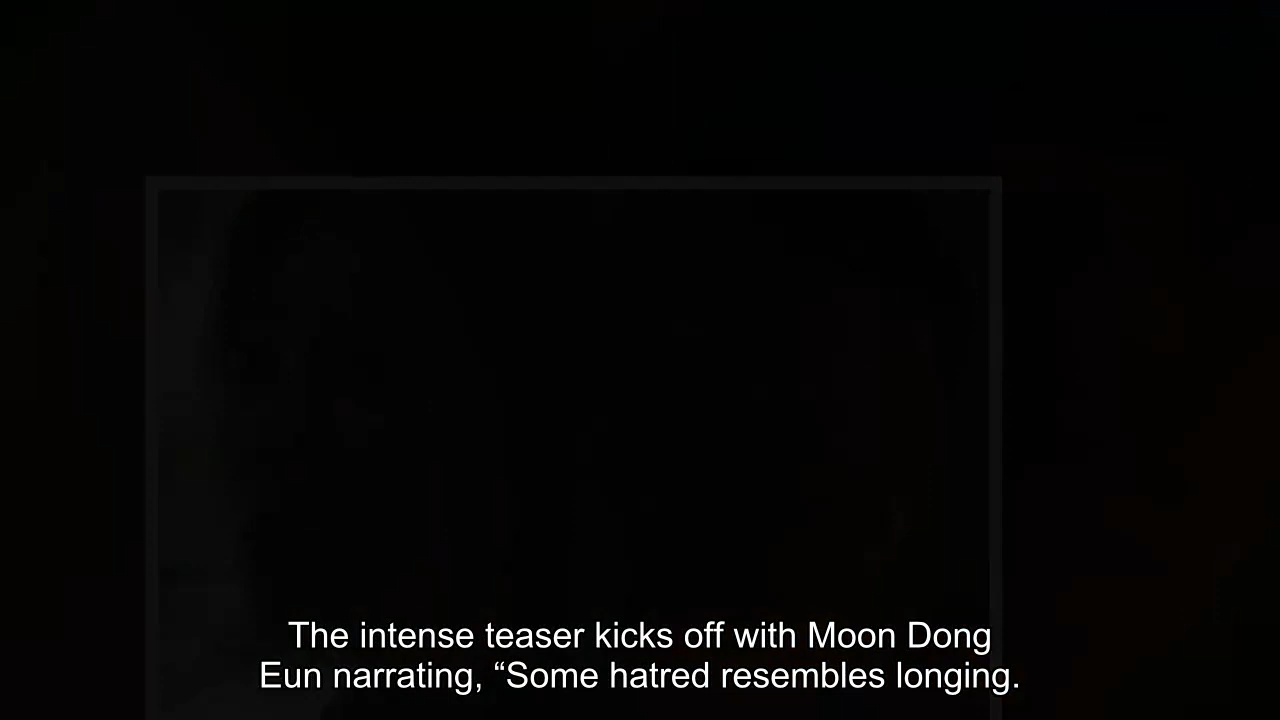 The intense teaser kicks off with Moon Dong
Eun narrating, “Some hatred resembles longing.